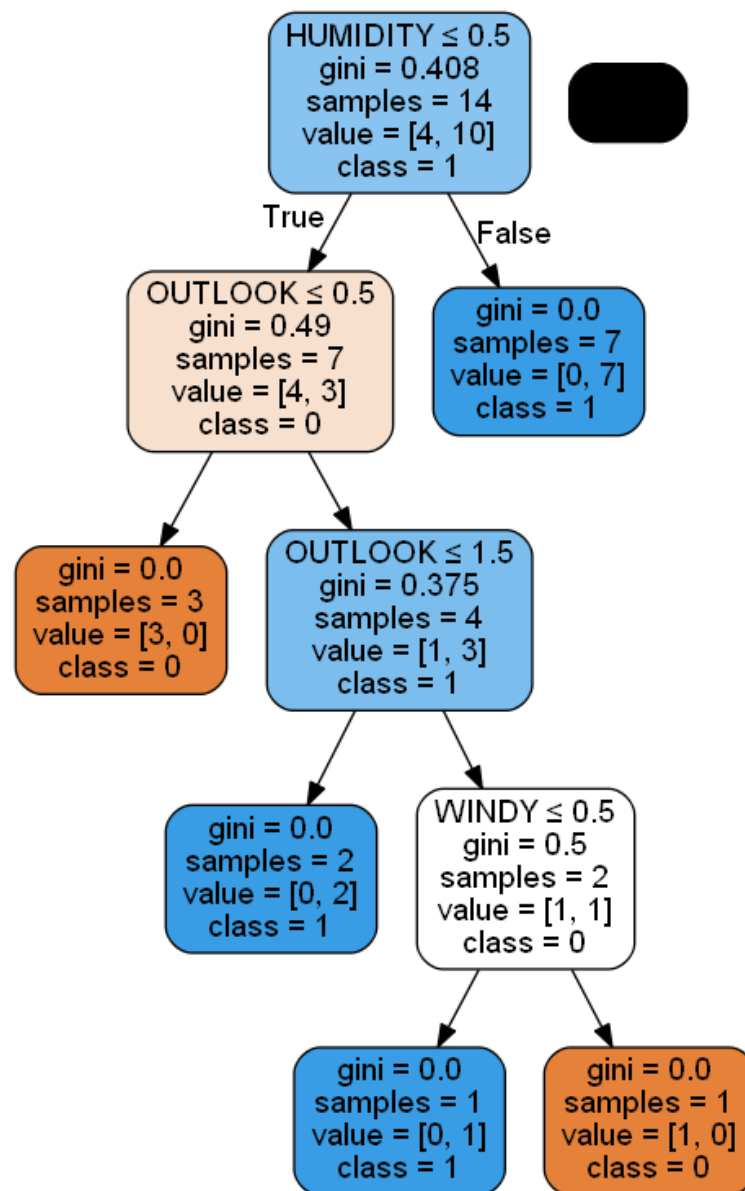 HUMIDITY ≤ 0.5
gini = 0.408
samples = 14
value = [4, 10]
class = 1
True
False
OUTLOOK ≤ 0.5
gini = 0.49
samples = 7
value = [4, 3]
class = 0
gini = 0.0
samples = 7
value = [0, 7]
class = 1
gini = 0.0
samples = 3
value = [3, 0]
class = 0
OUTLOOK ≤ 1.5
gini = 0.375
samples = 4
value = [1, 3]
class = 1
gini = 0.0
samples = 2
value = [0, 2]
class = 1
WINDY ≤ 0.5
gini = 0.5
samples = 2
value = [1, 1]
class = 0
gini = 0.0
samples = 1
value = [0, 1]
class = 1
gini = 0.0
samples = 1
value = [1, 0]
class = 0